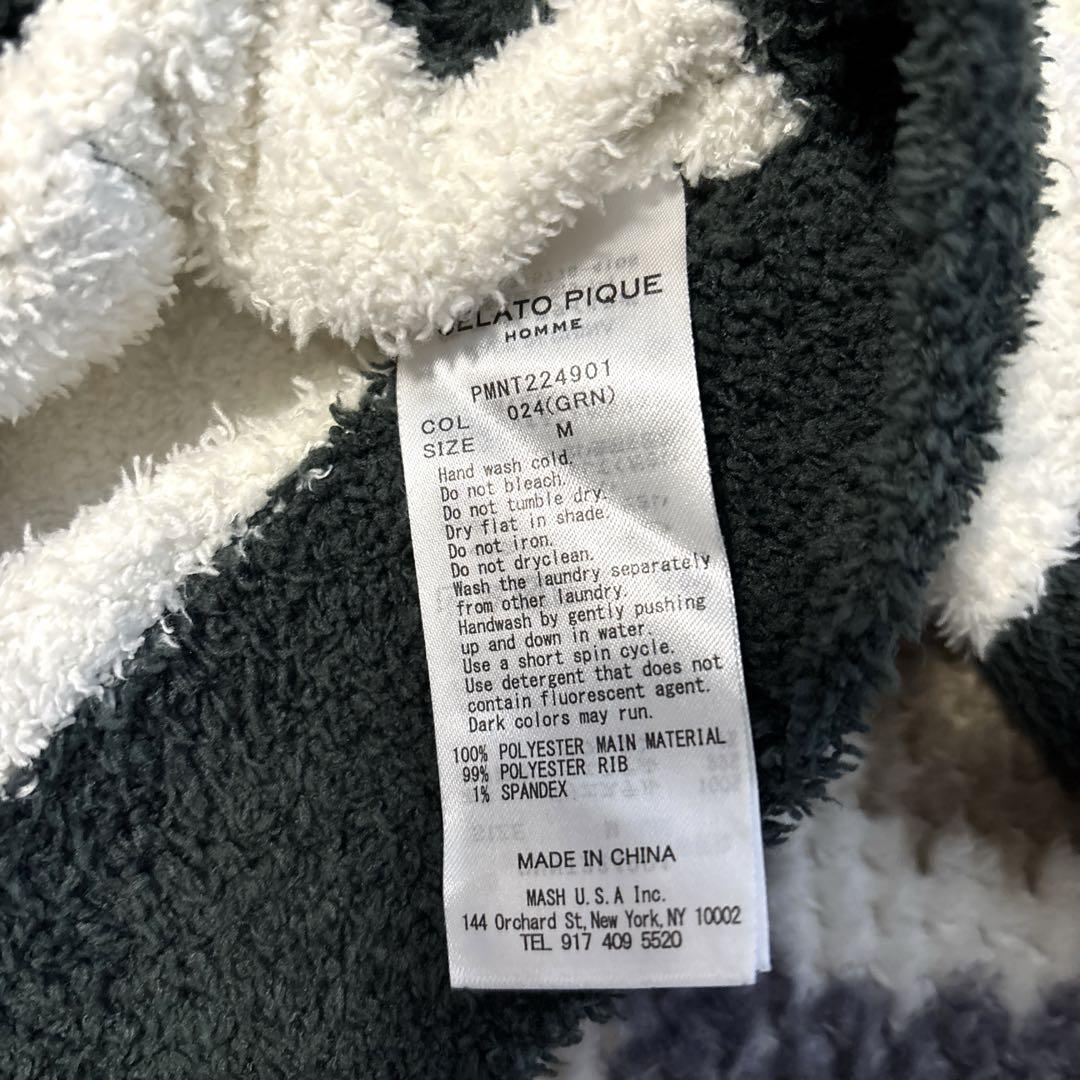 GELATO PIQUE
HOMME
PMNT224901
COL 024(GRN)
SIZE M
Hand wash cold.
Do not bleach.
Do not tumble dry.
Dry flat in shade.
Do not iron.
Do not dryclean.
Wash the laundry separately
from other laundry.
Handwash by gently pushing
up and down in water.
Use a short spin cycle.
Use detergent that does not
contain fluorescent agent.
Dark colors may run.
100% POLYESTER MAIN MATERIAL
99% POLYESTER RIB
1% SPANDEX
MADE IN CHINA
MASH U.S.A Inc.
144 Orchard St, New York, NY 10002
TEL 917 409 5520